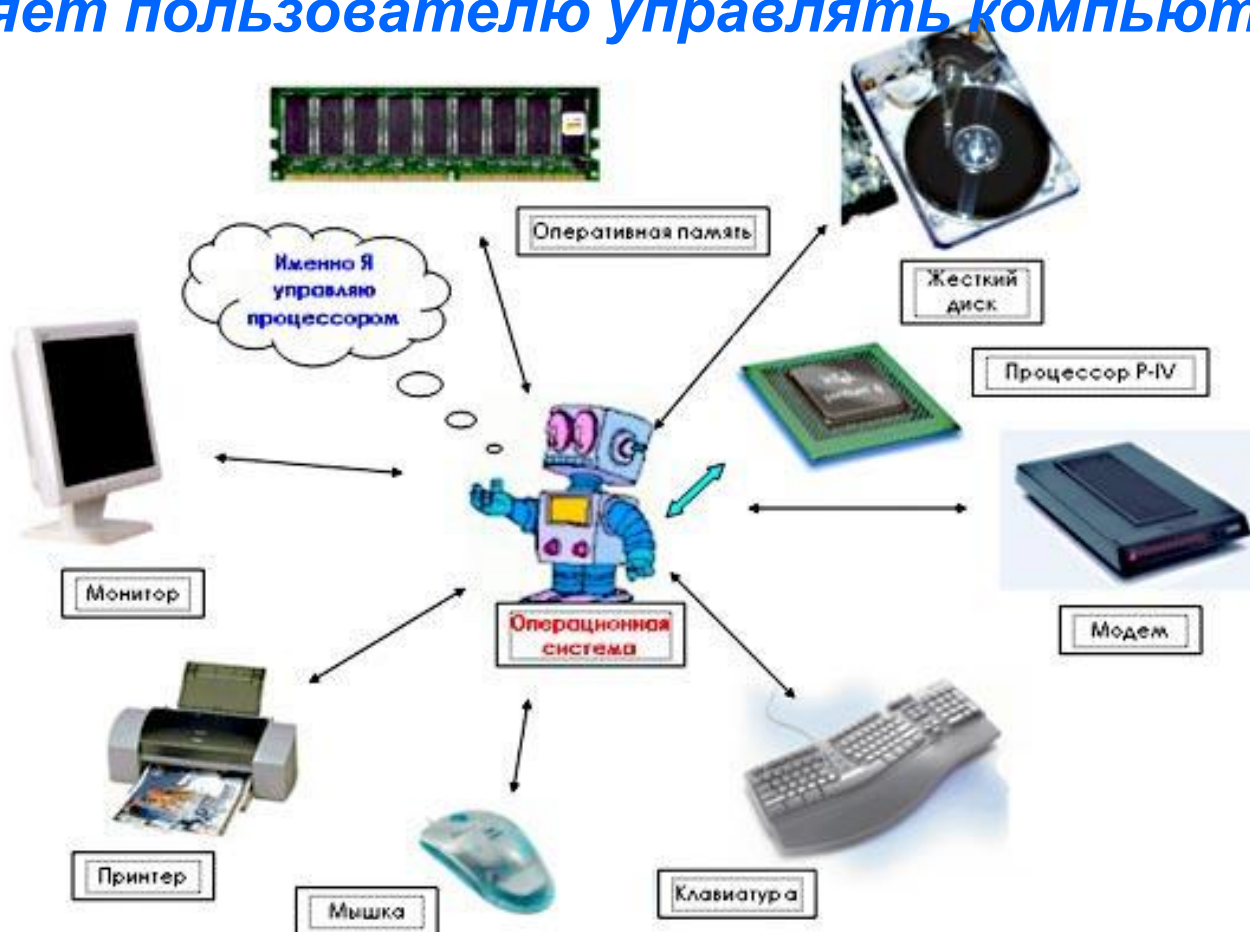 яет пользователю управлять компьют
Оперативная память
Именно Я
управляю
процессором
Жесткий
диск
Процессор P-IV
Монитор
Операционная
система
Модем
Принтер
Мышка
Клавиатура